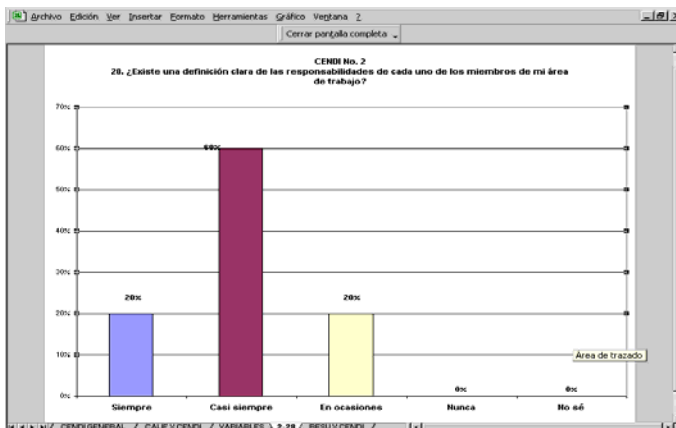 Archivo Edición Ver Insertar Formato Herramientas Gráfico Ventana ?
Cerrar pantalla completa
CENDI No. 2
20. ¿Existe una definición clara de las responsabilidades de cada uno de los miembros de mi área
de trabajo?
70%
60%
60%
50%
40%
30%
20%
20%
20%
10%
Área de trazado
0%
0%
0%
Siempre Casi siempre En ocasiones Nunca No sé
CENDI GENERAL / CALIF Y CENDI / VARIABLES \ 2-20 / RESU Y CENDI /